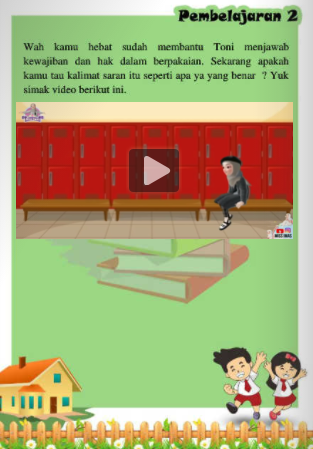 Pembelajaran 2
Wah kamu hebat sudah membantu Toni menjawab
kewajiban dan hak dalam berpakaian. Sekarang apakah
kamu tau kalimat saran itu seperti apa ya yang benar ? Yuk
simak video berikut ini.